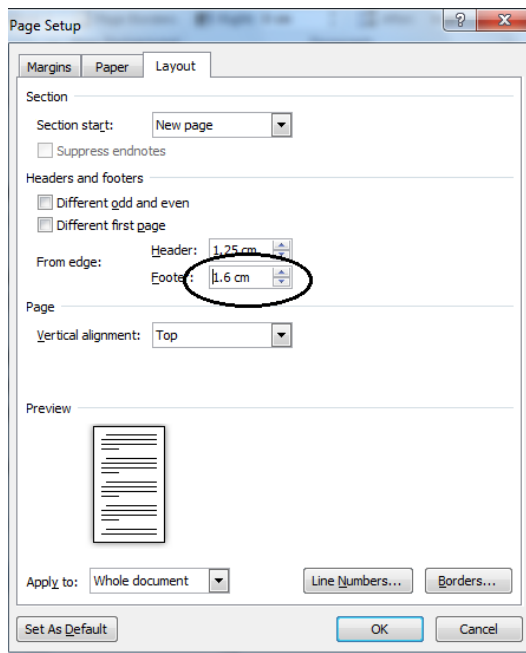 Page Setup
Margins Paper Layout
Section
Section start: New page
Suppress endnotes
Headers and footers
Different odd and even
Different first page
From edge:
Header: 1.25 cm
Footer: 1.6 cm
Page
Vertical alignment: Top
Preview
Apply to: Whole document Line Numbers... Borders...
Set As Default OK Cancel